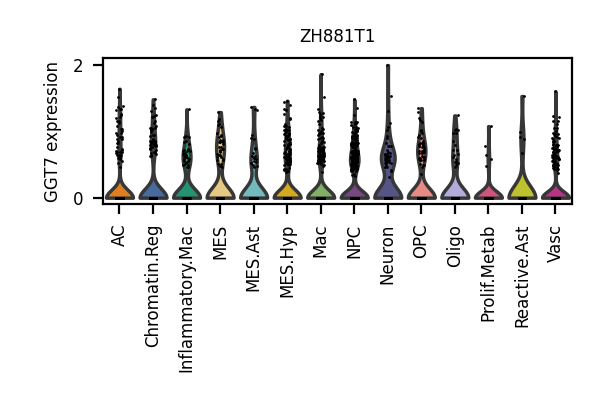 ZH881T1
GGT7 expression
2
0
AC
Chromatin.Reg
Inflammatory.Mac
MES
MES.Ast
MES.Hyp
Mac
NPC
Neuron
OPC
Oligo
Prolif.Metab
Reactive.Ast
Vasc